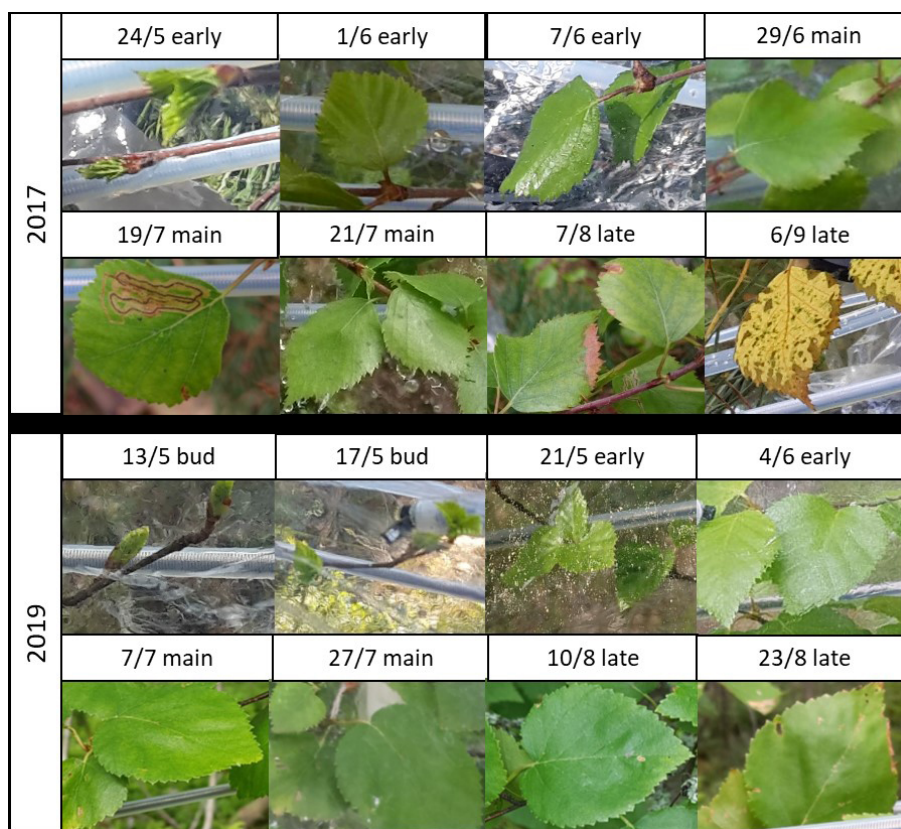 2017
24/5 early
1/6 early
7/6 early
29/6 main
19/7 main
21/7 main
7/8 late
6/9 late
2019
13/5 bud
17/5 bud
21/5 early
4/6 early
7/7 main
27/7 main
10/8 late
23/8 late